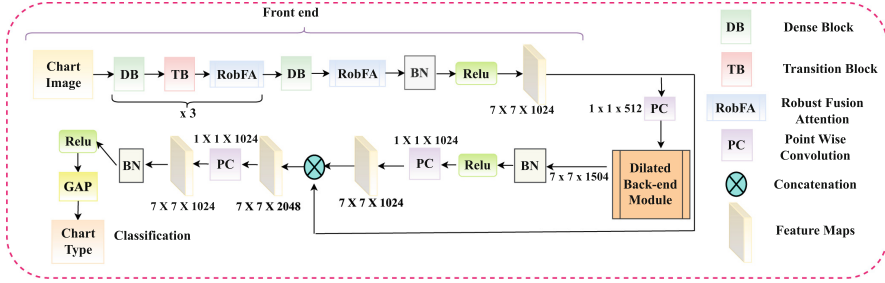 Front end
Chart
Image
DB
TB
RobFA
DB
RobFA
BN
Relu
x 3
7 X 7 X 1024
1 x 1 x 512
PC
Dilated
Back-end
Module
7 x 7 x 1504
BN
Relu
1 X 1 X 1024
PC
7 X 7 X 1024
7 X 7 X 2048
1 X 1 X 1024
PC
7 X 7 X 1024
BN
Relu
GAP
Chart
Type
Classification
DB
Dense Block
TB
Transition Block
RobFA
Robust Fusion
Attention
PC
Point Wise
Convolution
Concatenation
Feature Maps